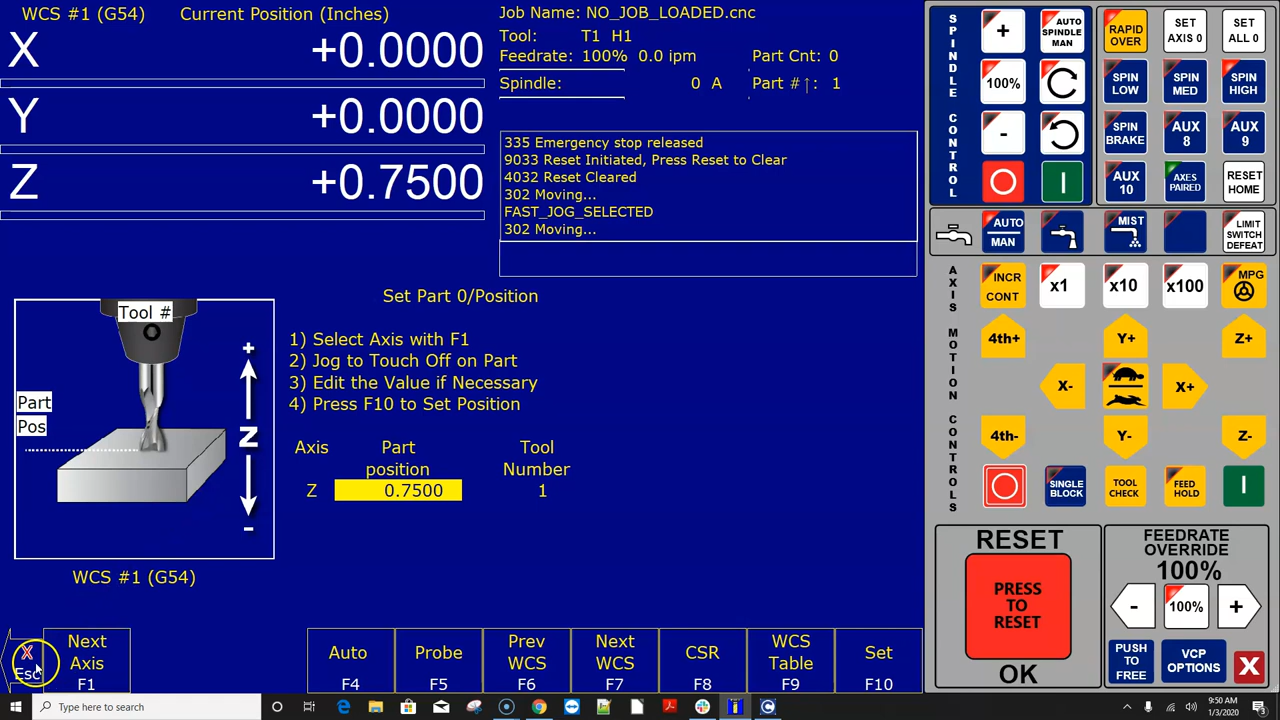 WCS #1 (G54) Current Position (Inches)
X +0.0000
Y +0.0000
Z +0.7500
Job Name: NO_JOB_LOADED.cnc
Tool: T1 H1
Feedrate: 100% 0.0 ipm Part Cnt: 0
Spindle: 0 A Part #↑: 1
335 Emergency stop released
9033 Reset Initiated, Press Reset to Clear
4032 Reset Cleared
302 Moving...
FAST_JOG_SELECTED
302 Moving...
Set Part 0/Position
1) Select Axis with F1
2) Jog to Touch Off on Part
3) Edit the Value if Necessary
4) Press F10 to Set Position
Axis Part Tool
position Number
Z 0.7500 1
Tool #
+
Part
Pos
Z
-
WCS #1 (G54)
X
Esc
Next
Axis
F1
Auto
F4
Probe
F5
Prev
WCS
F6
Next
WCS
F7
CSR
F8
WCS
Table
F9
Set
F10
SPINDLE CONTROL
+
AUTO
SPINDLE
MAN
100%
-
RAPID
OVER
SET
AXIS 0
SET
ALL 0
SPIN
LOW
SPIN
MED
SPIN
HIGH
SPIN
BRAKE
AUX
8
AUX
9
AUX
10
AXES
PAIRED
RESET
HOME
AUTO
MAN
MIST
LIMIT
SWITCH
DEFEAT
AXIS MOTION CONTROLS
INCR
CONT
x1
x10
x100
MPG
4th+
Y+
Z+
X-
X+
4th-
Y-
Z-
SINGLE
BLOCK
TOOL
CHECK
FEED
HOLD
RESET
PRESS
TO
RESET
OK
FEEDRATE
OVERRIDE
100%
-
100%
+
PUSH
TO
FREE
VCP
OPTIONS
X
Type here to search
9:50 AM
1/3/2020